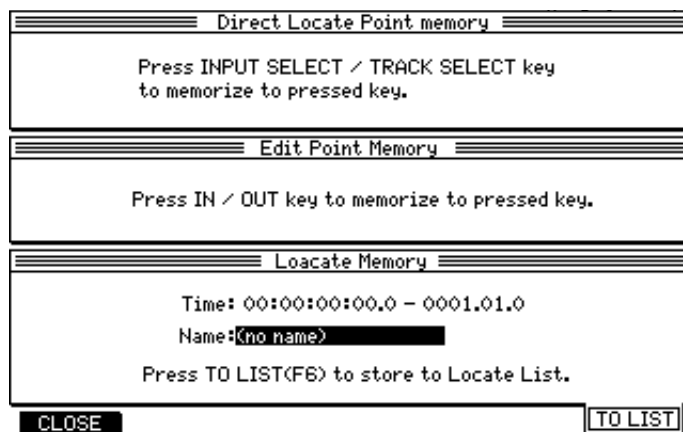 Direct Locate Point memory
Press INPUT SELECT / TRACK SELECT key
to memorize to pressed key.
Edit Point Memory
Press IN / OUT key to memorize to pressed key.
Loacate Memory
Time: 00:00:00:00.0 - 0001.01.0
Name:(no name)
Press TO LIST(F6) to store to Locate List.
CLOSE TO LIST